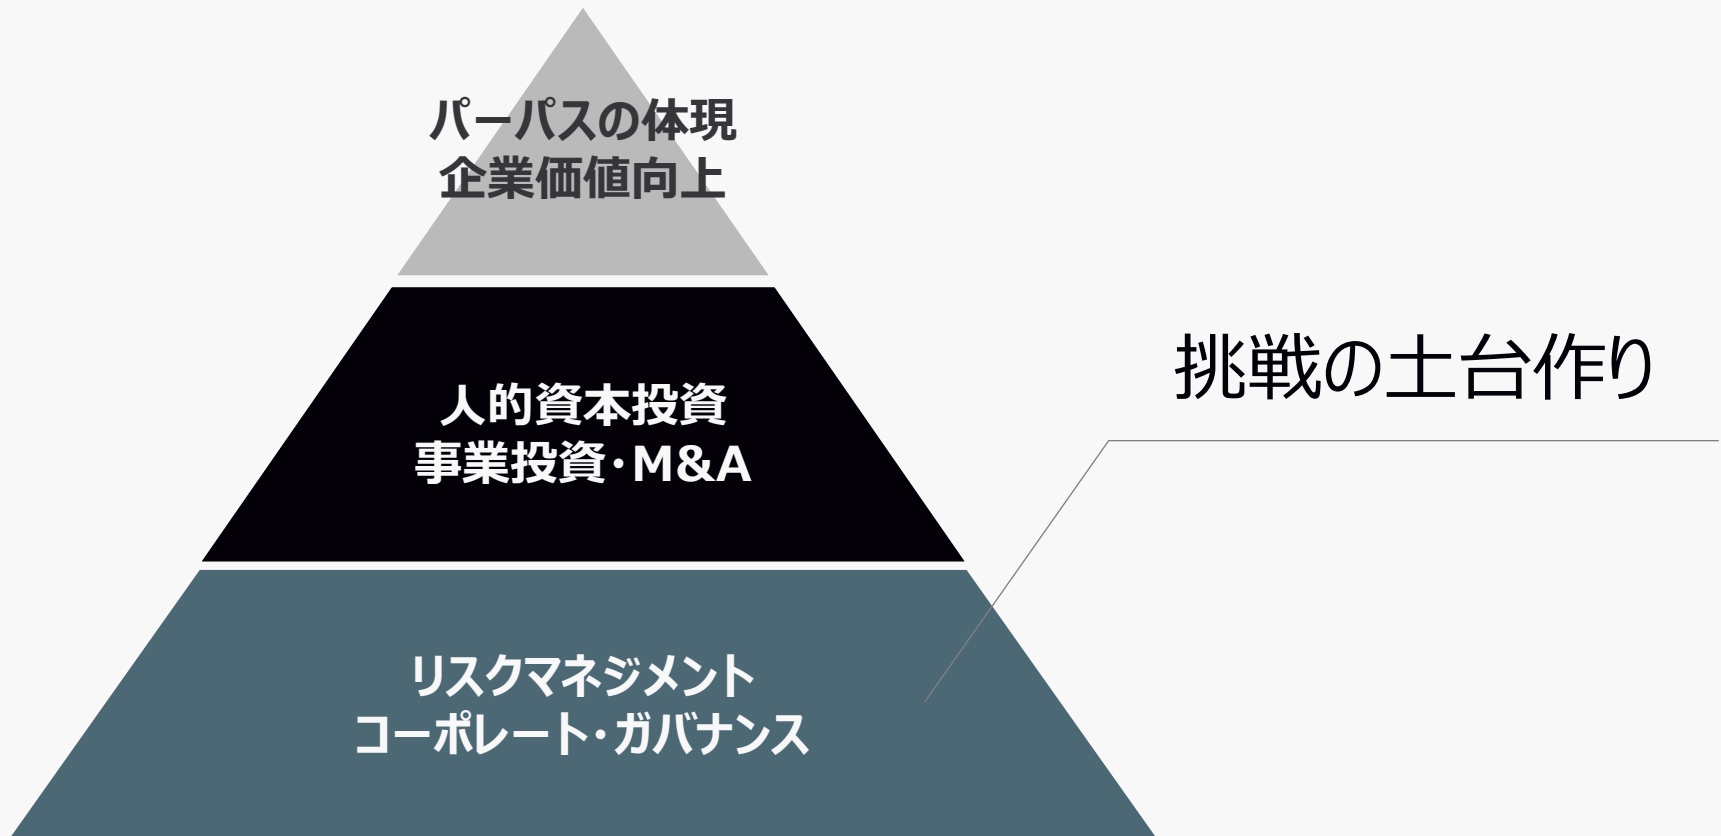 パーパスの体現
企業価値向上
人的資本投資
事業投資・M&A
挑戦の土台作り
リスクマネジメント
コーポレート・ガバナンス